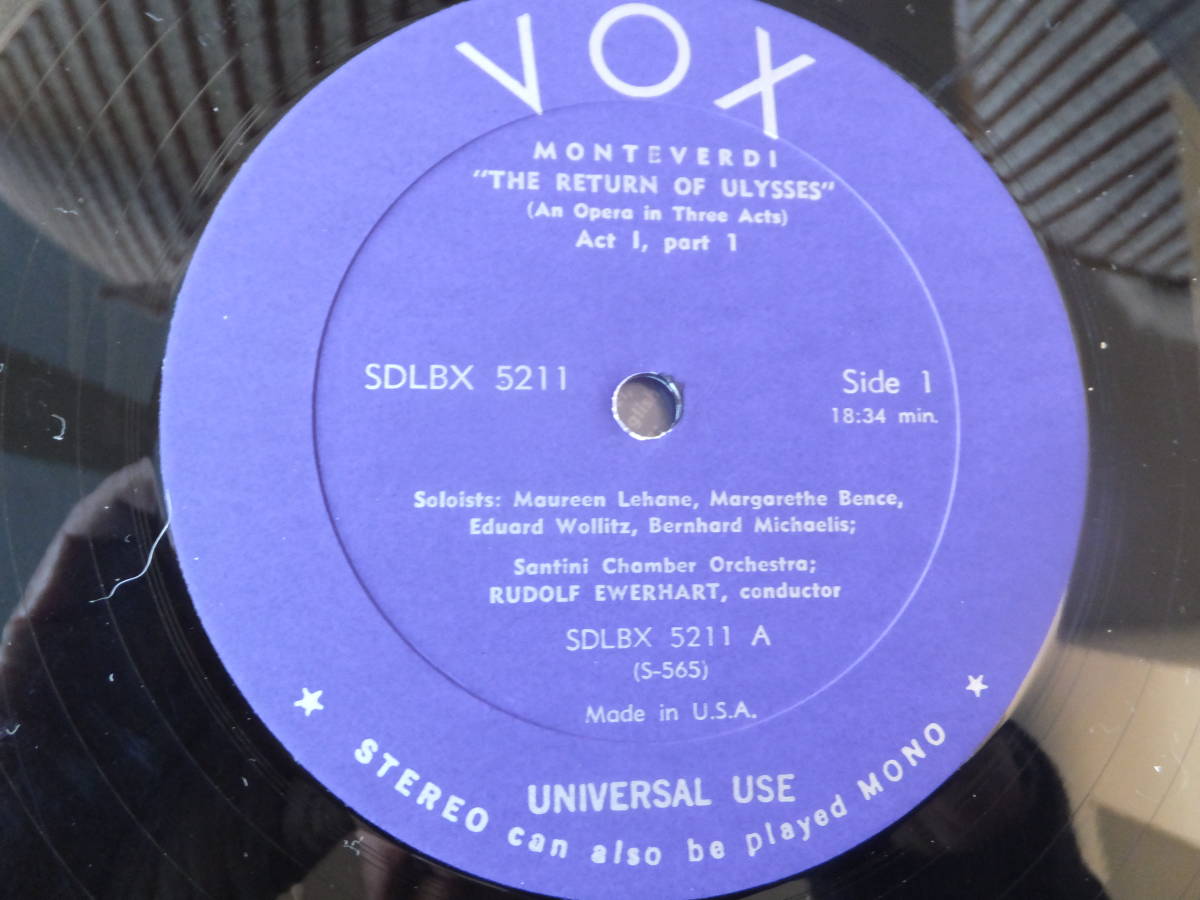 VOX
MONTEVERDI
"THE RETURN OF ULYSSES"
(An Opera in Three Acts)
Act I, part 1
SDLBX 5211
Side 1
18:34 min.
Soloists: Maureen Lehane, Margarethe Bence,
Eduard Wollitz, Bernhard Michaelis;
Santini Chamber Orchestra;
RUDOLF EWERHART, conductor
SDLBX 5211 A
(S-565)
Made in U.S.A.
UNIVERSAL USE
STEREO can also be played MONO